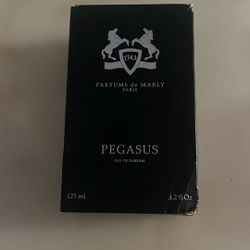 1743
PARFUMS de MARLY
PARIS
PEGASUS
EAU DE PARFUM
125 ml
4.2 fl.Oz